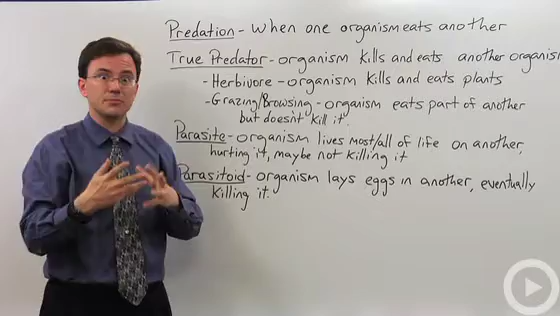 Predation - When one organism eats another
True Predator - organism kills and eats another organism
- Herbivore - organism kills and eats plants
- Grazing/Browsing - organism eats part of another
but doesn't kill it.
Parasite - organism lives most/all of life on another,
hurting it, maybe not killing it
Parasitoid - organism lays eggs in another, eventually
killing it.